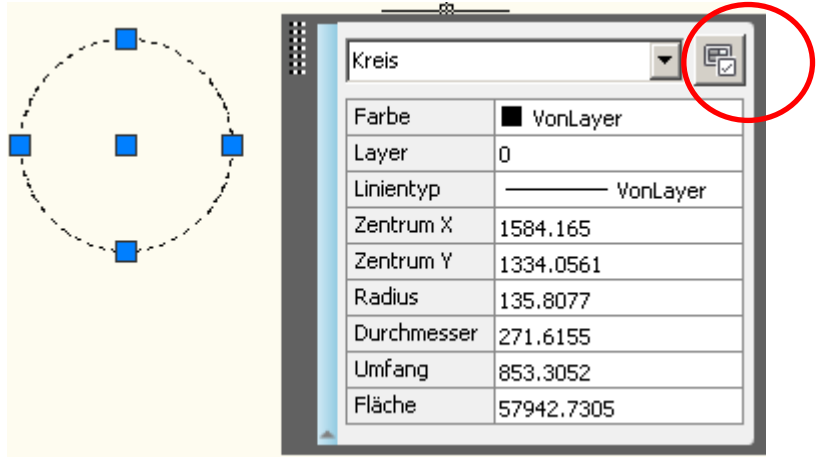 Kreis
Farbe VonLayer
Layer 0
Linientyp VonLayer
Zentrum X 1584.165
Zentrum Y 1334.0561
Radius 135.8077
Durchmesser 271.6155
Umfang 853.3052
Fläche 57942.7305